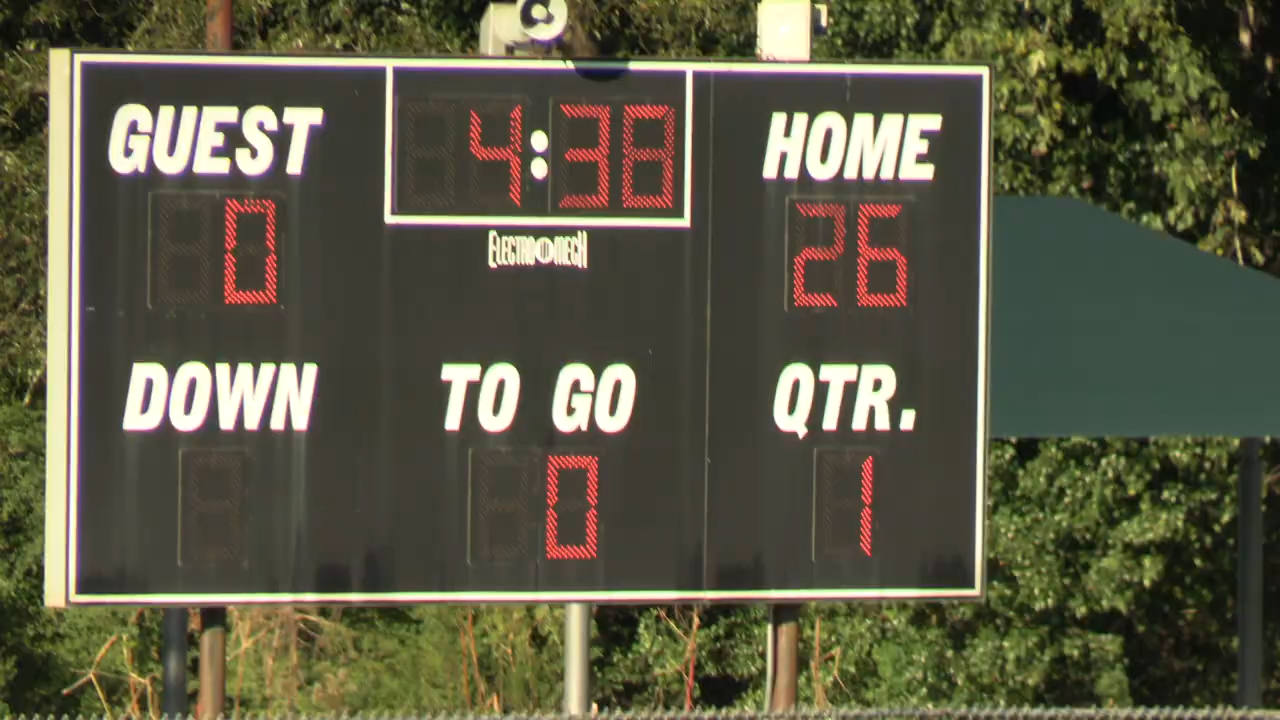 GUEST 4:38 HOME
0 26
ELECTRO-MECH
DOWN TO GO QTR.
0 1